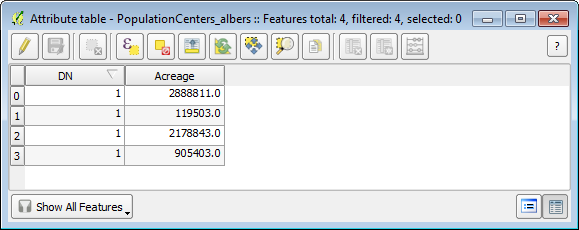 Attribute table - PopulationCenters_albers :: Features total: 4, filtered: 4, selected: 0
ε
?
DN Acreage
0 1 2888811.0
1 1 119503.0
2 1 2178843.0
3 1 905403.0
Show All Features